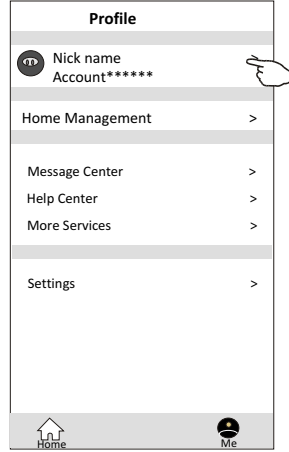 Profile
Nick name
Account******
Home Management >
Message Center >
Help Center >
More Services >
Settings >
Home Me